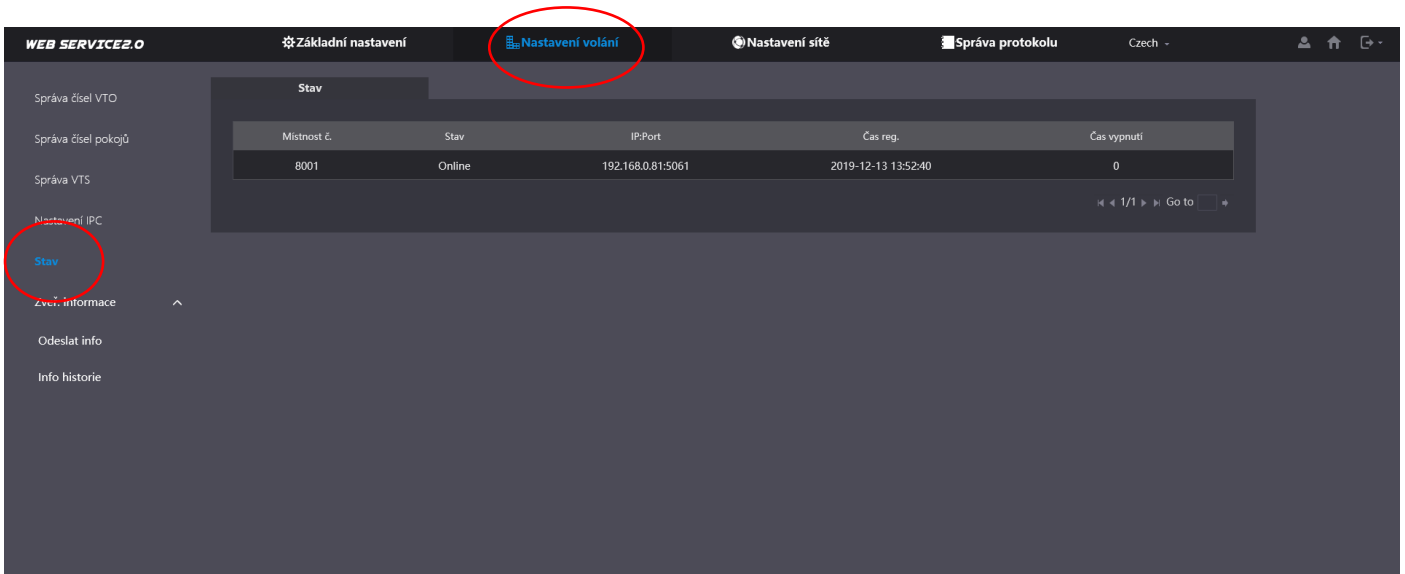 WEB SERVICE2.0
Základní nastavení
Nastavení volání
Nastavení sítě
Správa protokolu
Czech
Správa čísel VTO
Správa čísel pokojů
Správa VTS
Nastavení IPC
Stav
Zveř. informace
Odeslat info
Info historie
Stav
Místnost č. Stav IP:Port Čas reg. Čas vypnutí
8001 Online 192.168.0.81:5061 2019-12-13 13:52:40 0
1/1 Go to